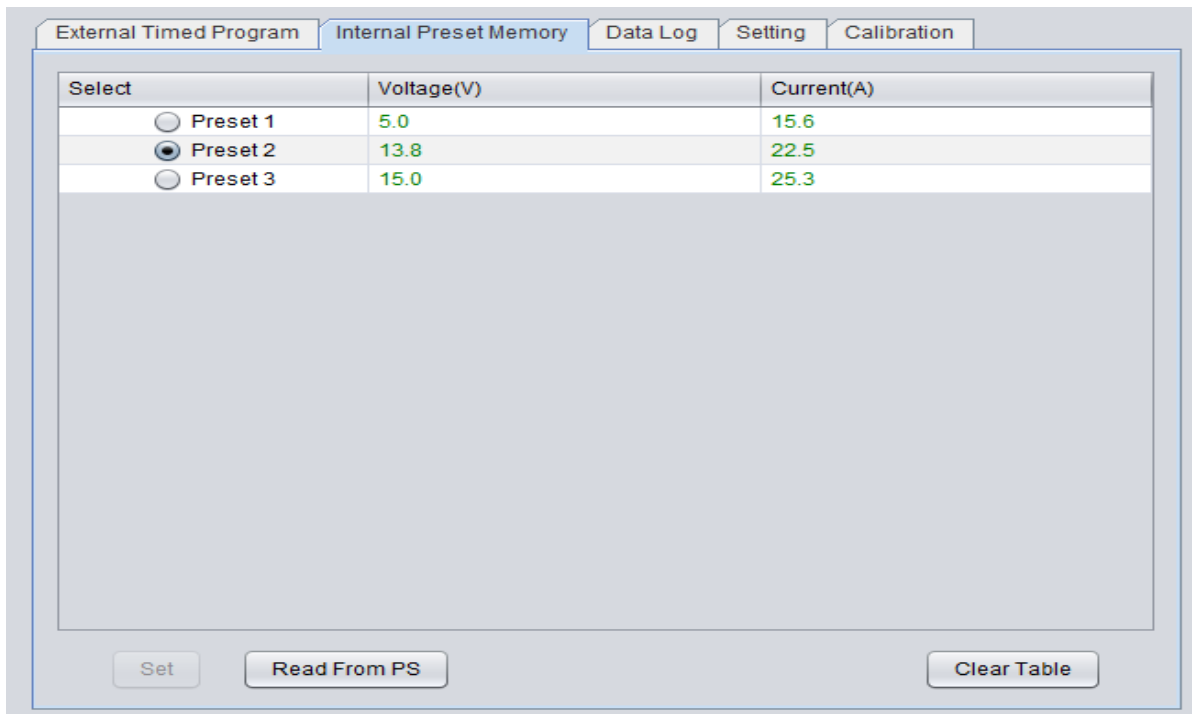 External Timed Program Internal Preset Memory Data Log Setting Calibration
Select Voltage(V) Current(A)
Preset 1 5.0 15.6
Preset 2 13.8 22.5
Preset 3 15.0 25.3
Set Read From PS Clear Table